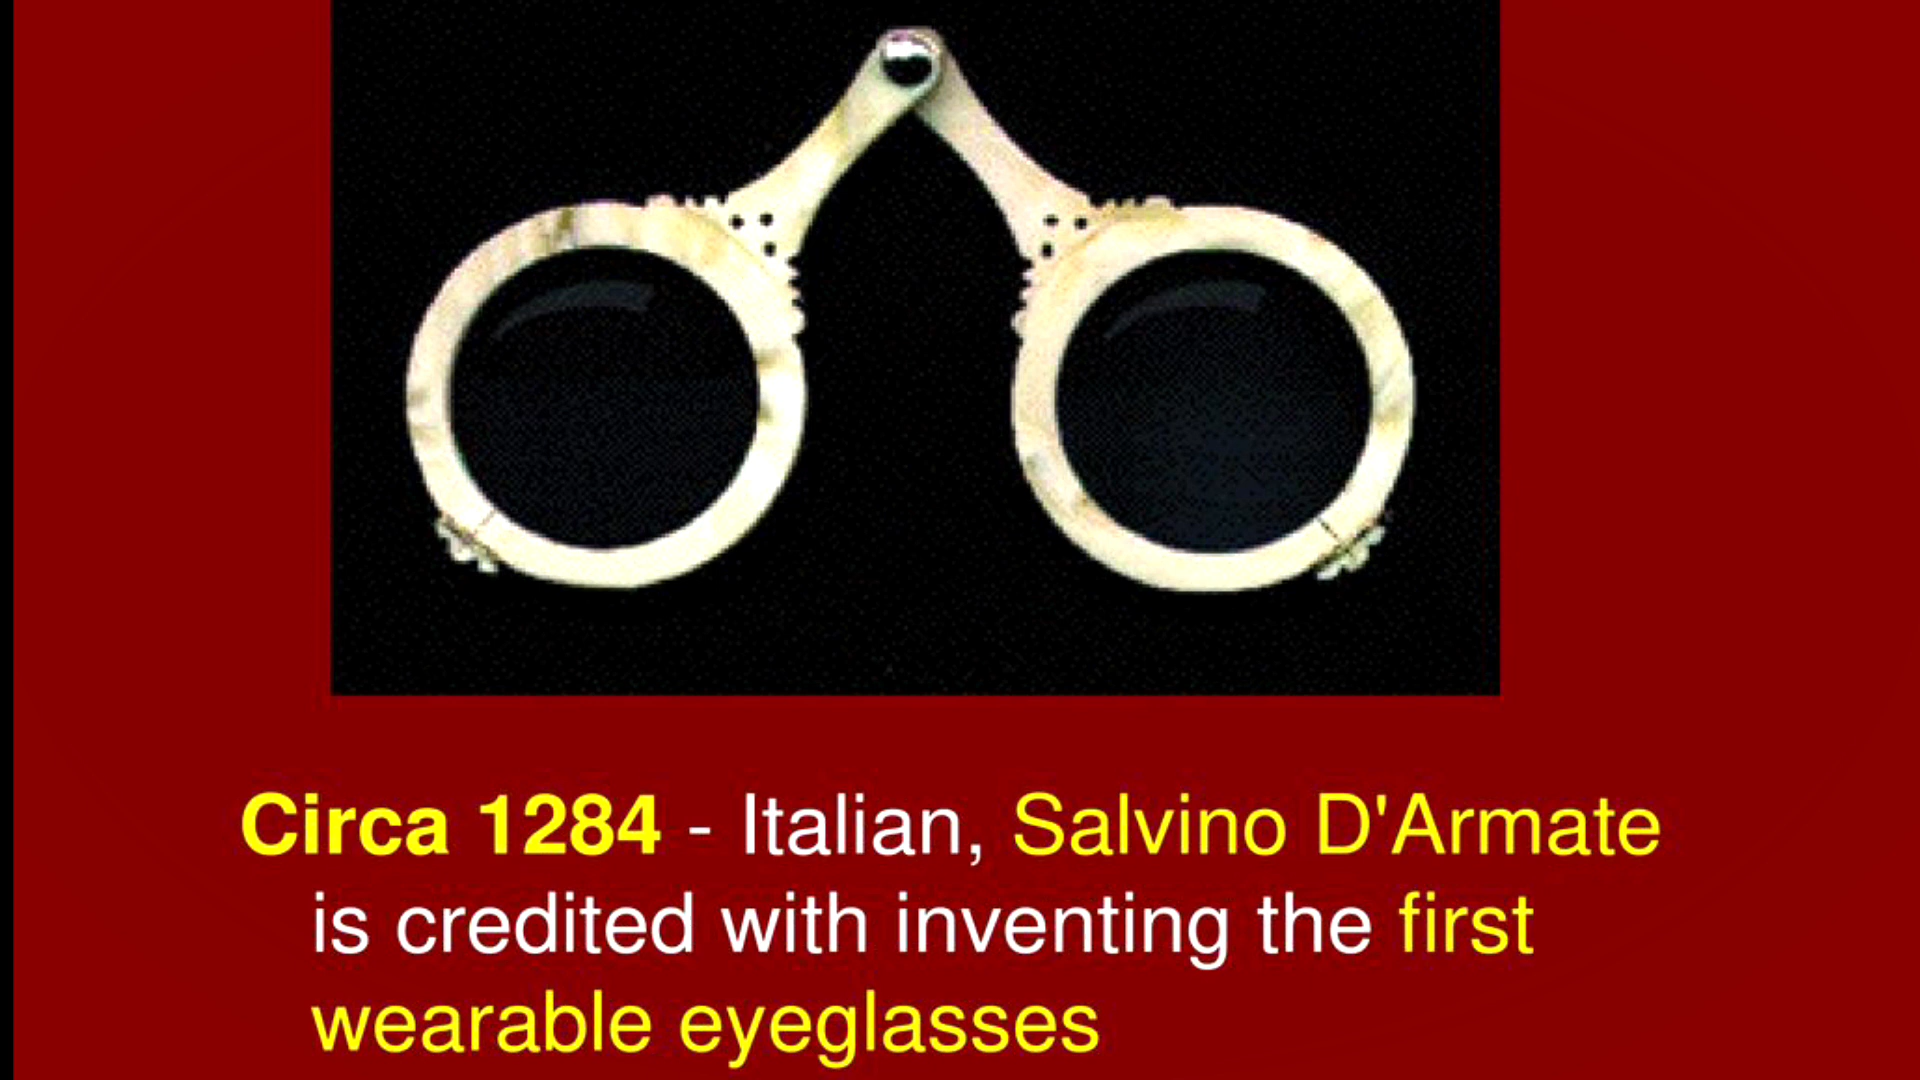 Circa 1284 - Italian, Salvino D'Armate
is credited with inventing the first
wearable eyeglasses